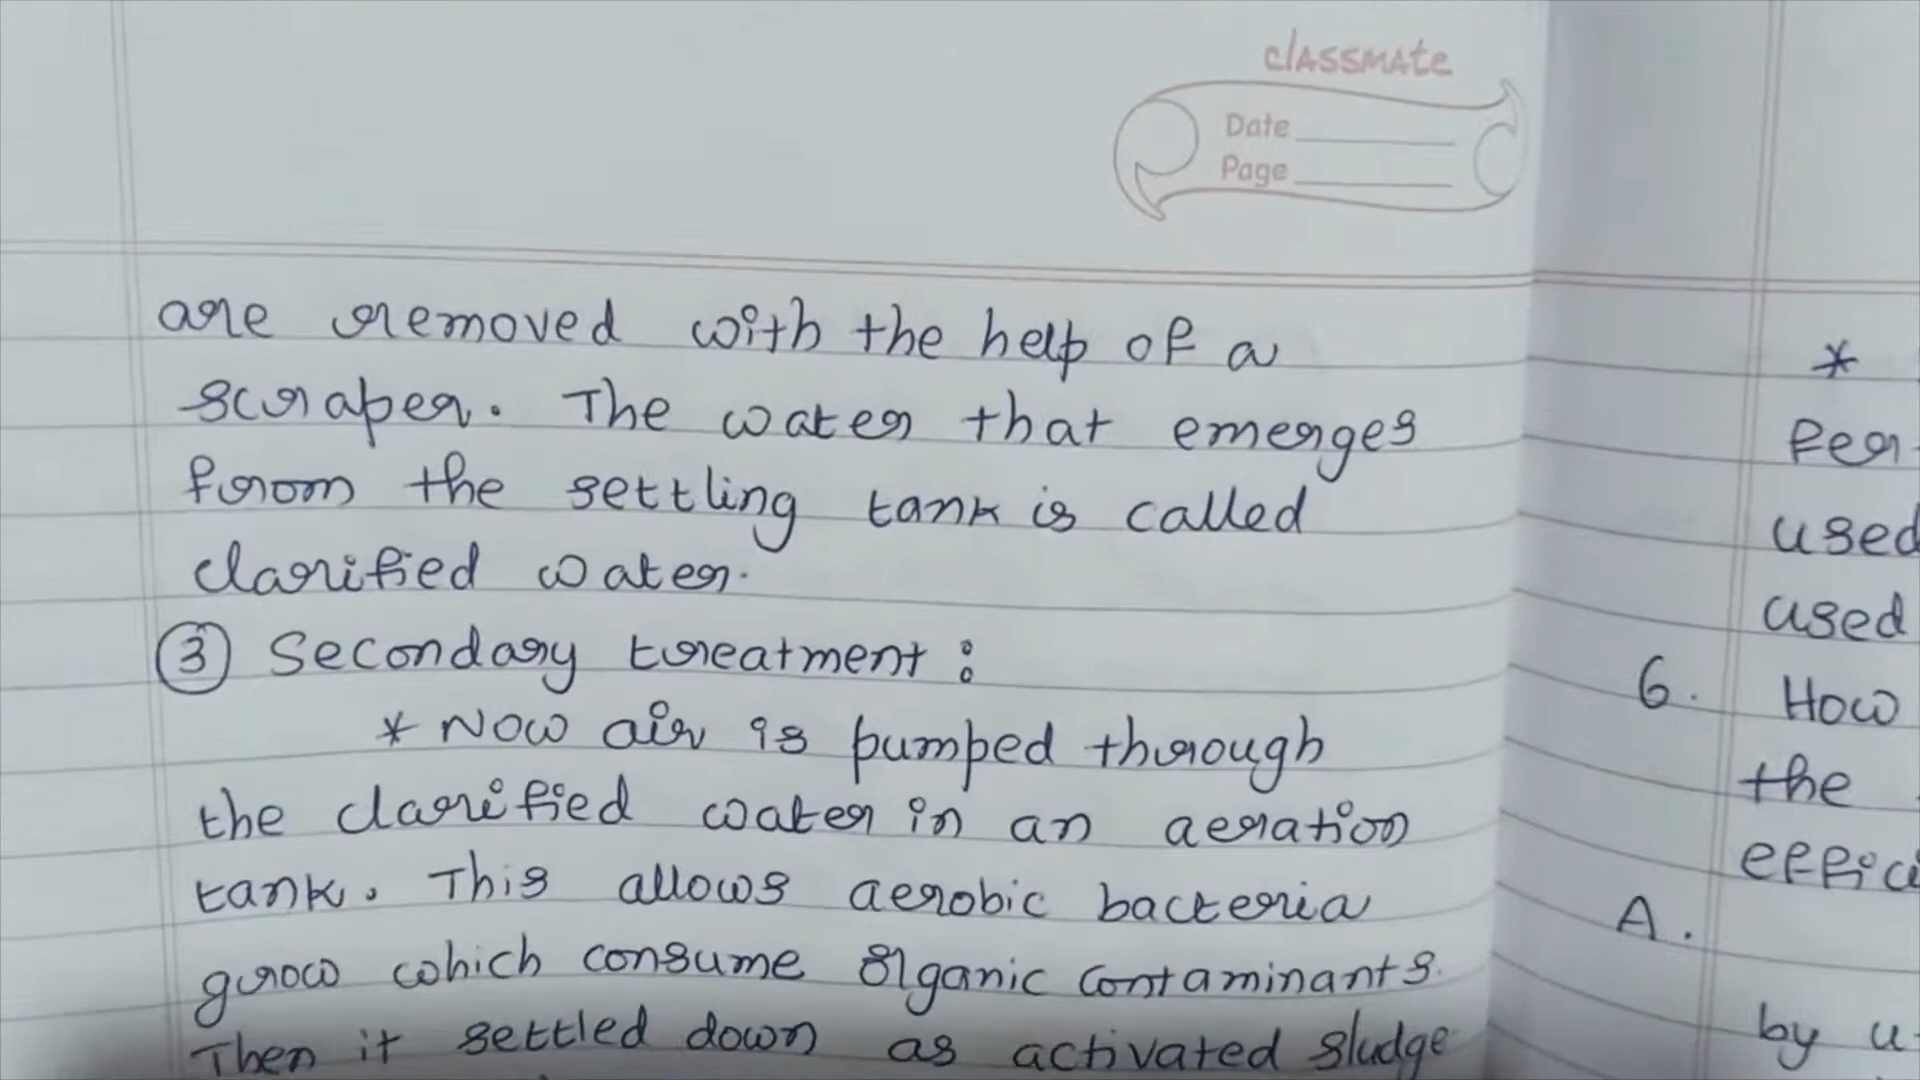 classmate
Date
Page
are removed with the help of a
scraper. The water that emerges
from the settling tank is called
clarified water.
③ Secondary treatment :
* Now air is pumped through
the clarified water in an aeration
tank. This allows aerobic bacteria
grow which consume organic contaminants.
Then it settled down as activated sludge
*
fer
used
used
6. How
the
effici
A.
by u